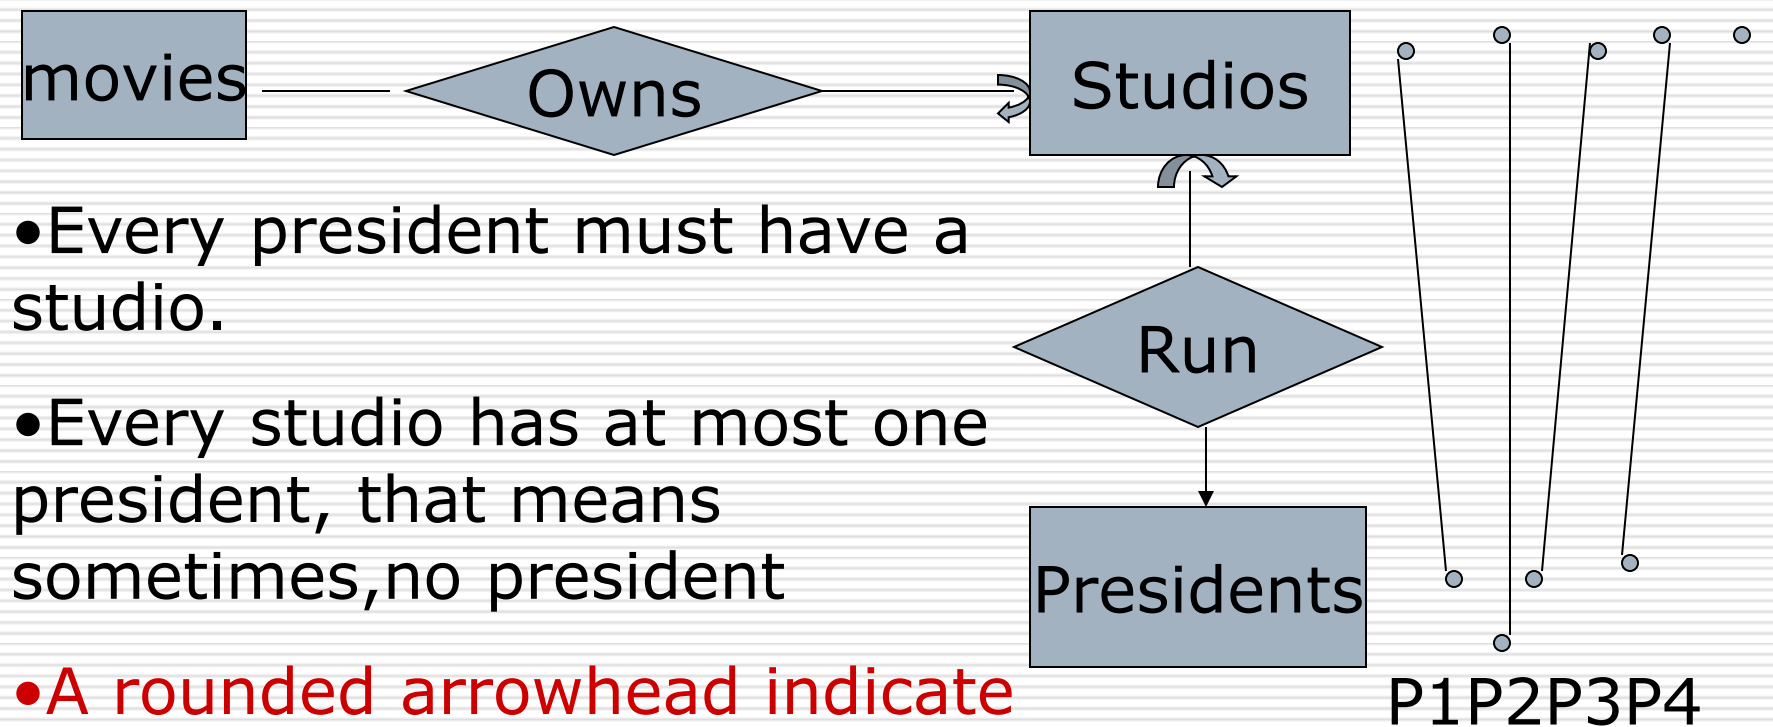 movies
Owns
Studios
•Every president must have a
studio.
Run
•Every studio has at most one
president, that means
sometimes,no president
Presidents
•A rounded arrowhead indicate
P1P2P3P4